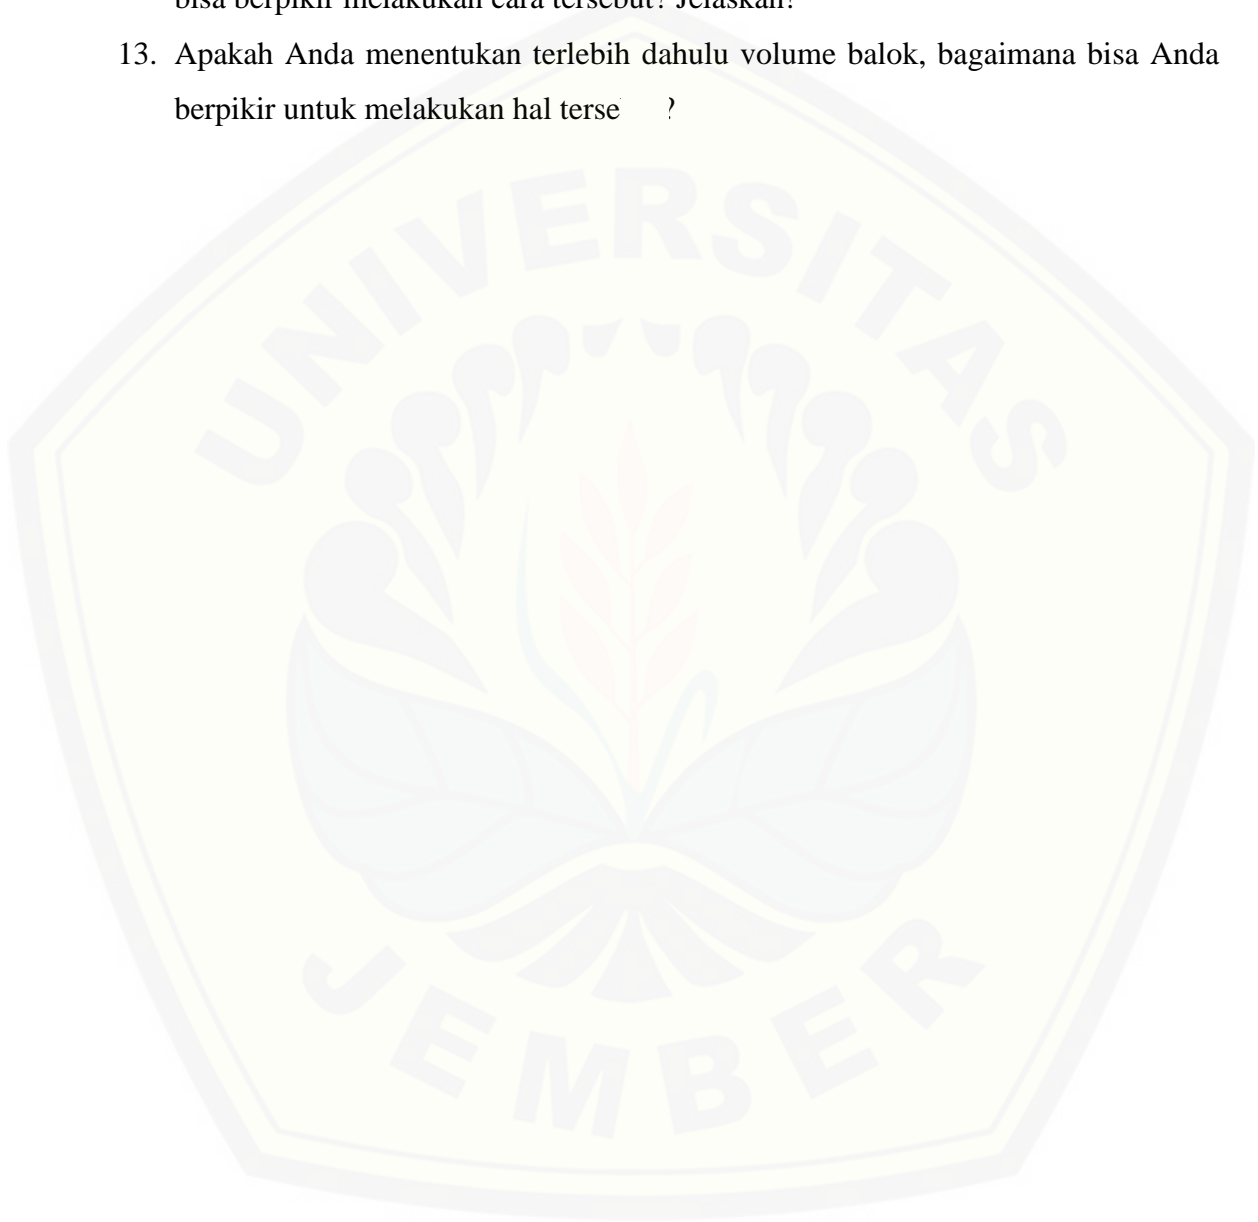 bisa berpikir melakukan cara tersebut? Jelaskan!
13. Apakah Anda menentukan terlebih dahulu volume balok, bagaimana bisa Anda
berpikir untuk melakukan hal terse ?
UNIVERSITAS
JEMBER